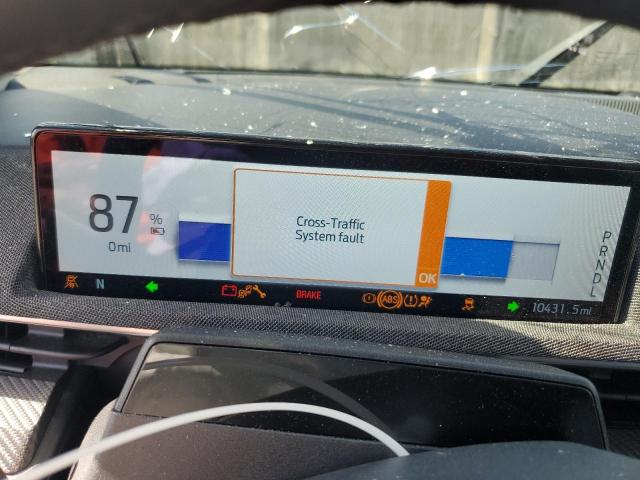 87 %
0 mi
Cross-Traffic
System fault
OK
P
R
N
D
L
N
BRAKE
ABS
10431.5 mi